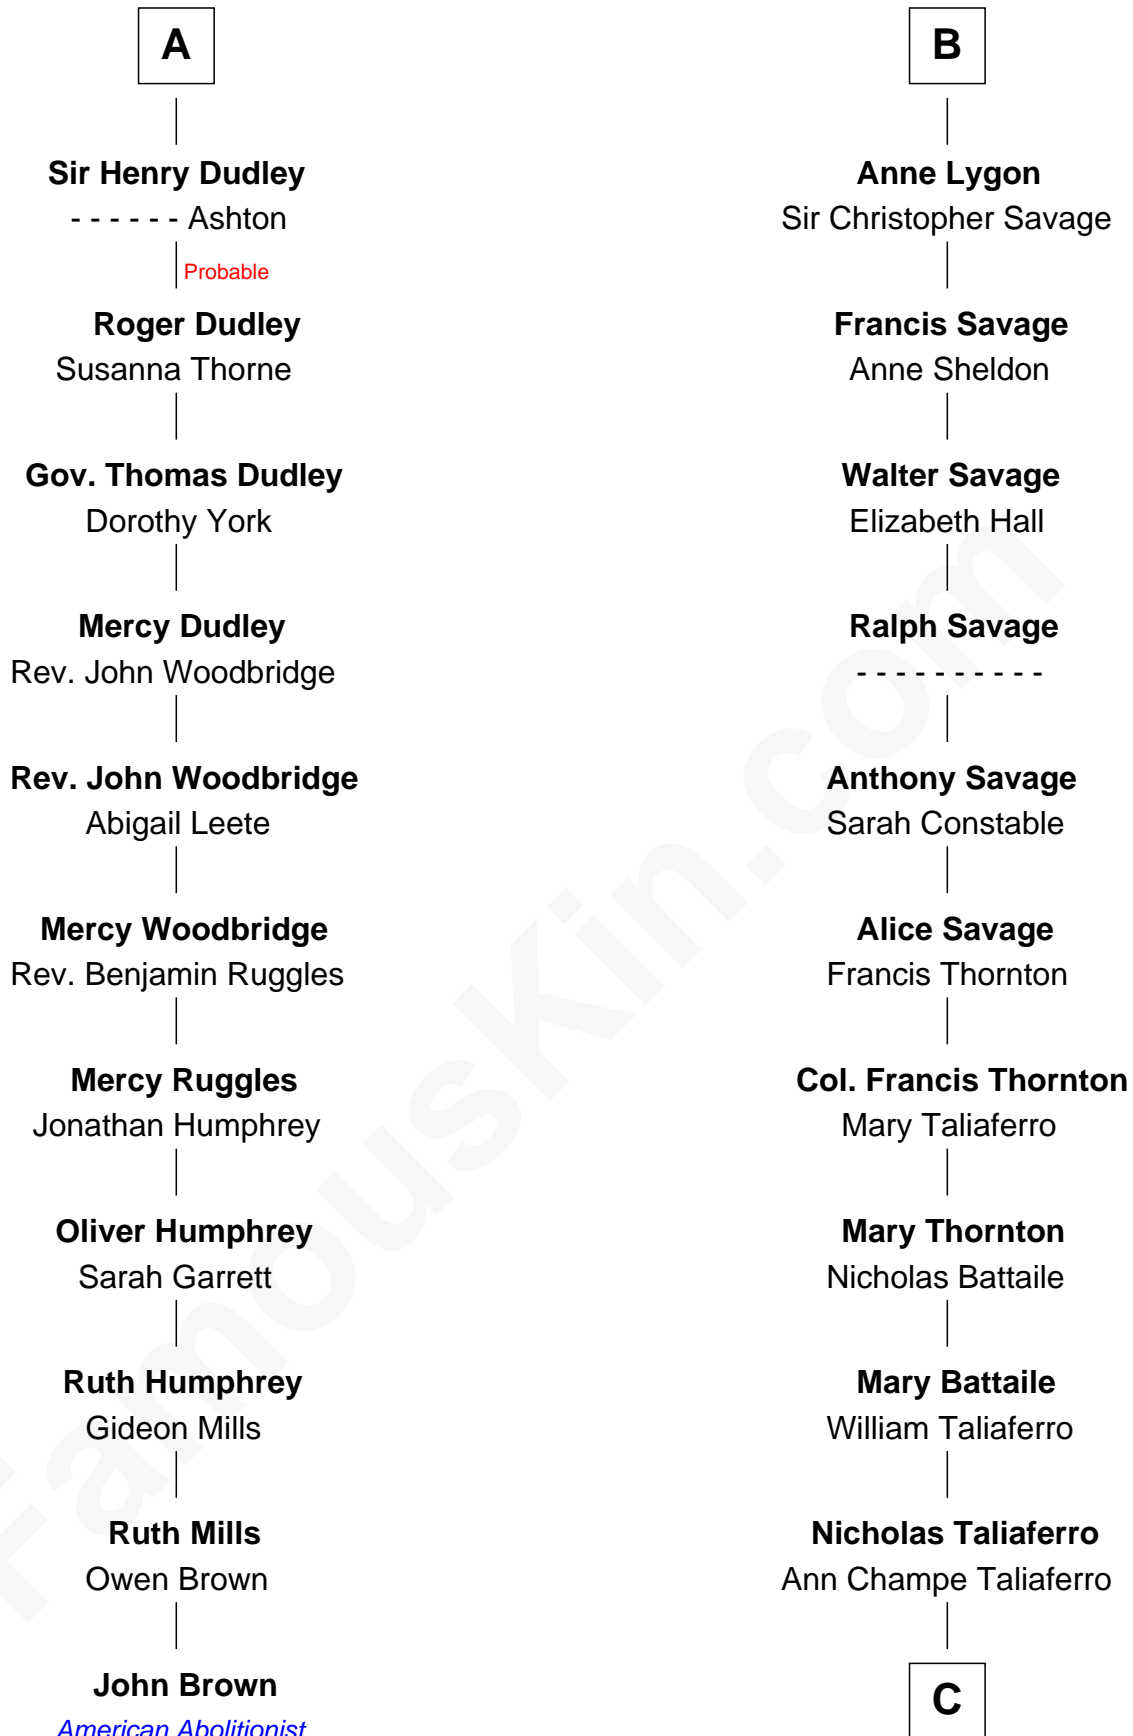 A
Sir Henry Dudley
- - - - - - Ashton
Probable
Roger Dudley
Susanna Thorne
Gov. Thomas Dudley
Dorothy York
Mercy Dudley
Rev. John Woodbridge
Rev. John Woodbridge
Abigail Leete
Mercy Woodbridge
Rev. Benjamin Ruggles
Mercy Ruggles
Jonathan Humphrey
Oliver Humphrey
Sarah Garrett
Ruth Humphrey
Gideon Mills
Ruth Mills
Owen Brown
John Brown
American Abolitionist
B
Anne Lygon
Sir Christopher Savage
Francis Savage
Anne Sheldon
Walter Savage
Elizabeth Hall
Ralph Savage
- - - - - - - - - -
Anthony Savage
Sarah Constable
Alice Savage
Francis Thornton
Col. Francis Thornton
Mary Taliaferro
Mary Thornton
Nicholas Battaile
Mary Battaile
William Taliaferro
Nicholas Taliaferro
Ann Champe Taliaferro
C
FamousKin.com